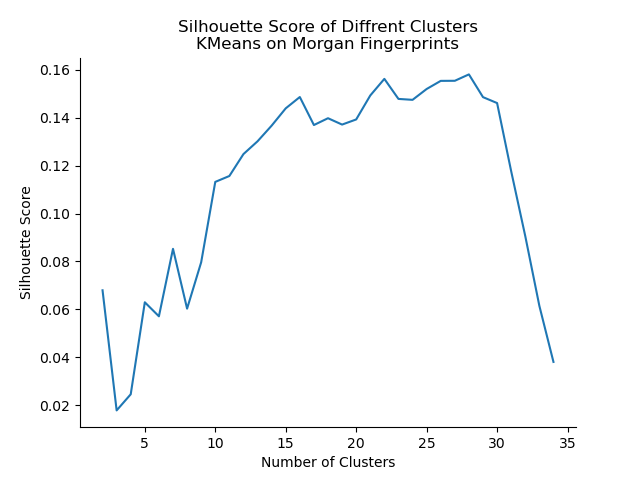 Silhouette Score of Diffrent Clusters
KMeans on Morgan Fingerprints
0.16
0.14
0.12
0.10
0.08
0.06
0.04
0.02
Silhouette Score
5 10 15 20 25 30 35
Number of Clusters